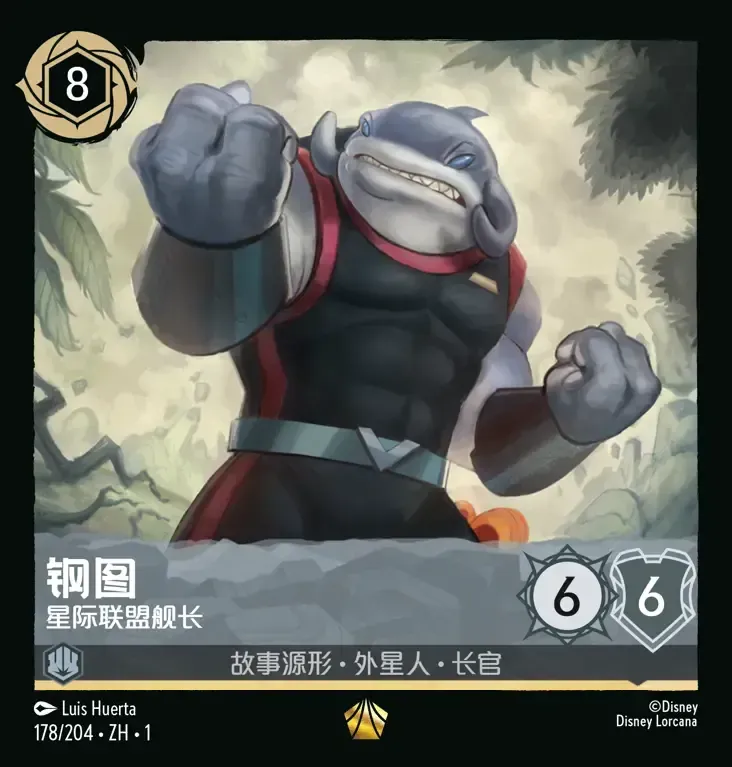 8
钢图
星际联盟舰长
6 6
故事源形 • 外星人 • 长官
Luis Huerta
178/204 • ZH • 1
©Disney
Disney Lorcana